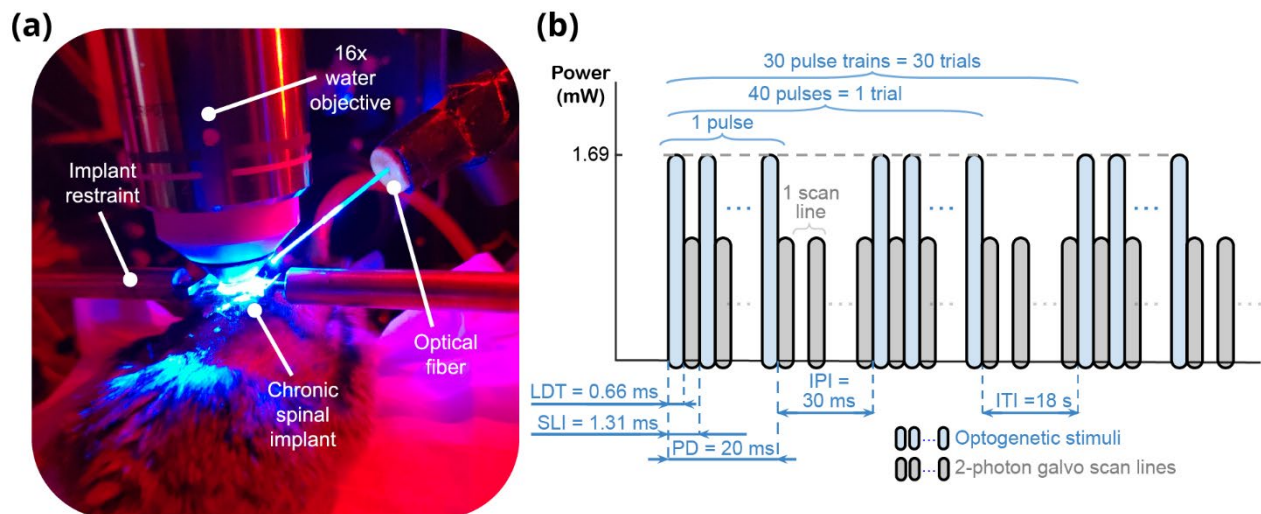 (a)
16x
water
objective
Implant
restraint
Optical
fiber
Chronic
spinal
implant
(b)
30 pulse trains = 30 trials
Power
(mW)
40 pulses = 1 trial
1 pulse
1.69
1 scan
line
LDT = 0.66 ms
IPI =
30 ms
ITI =18 s
SLI = 1.31 ms
PD = 20 ms
Optogenetic stimuli
2-photon galvo scan lines